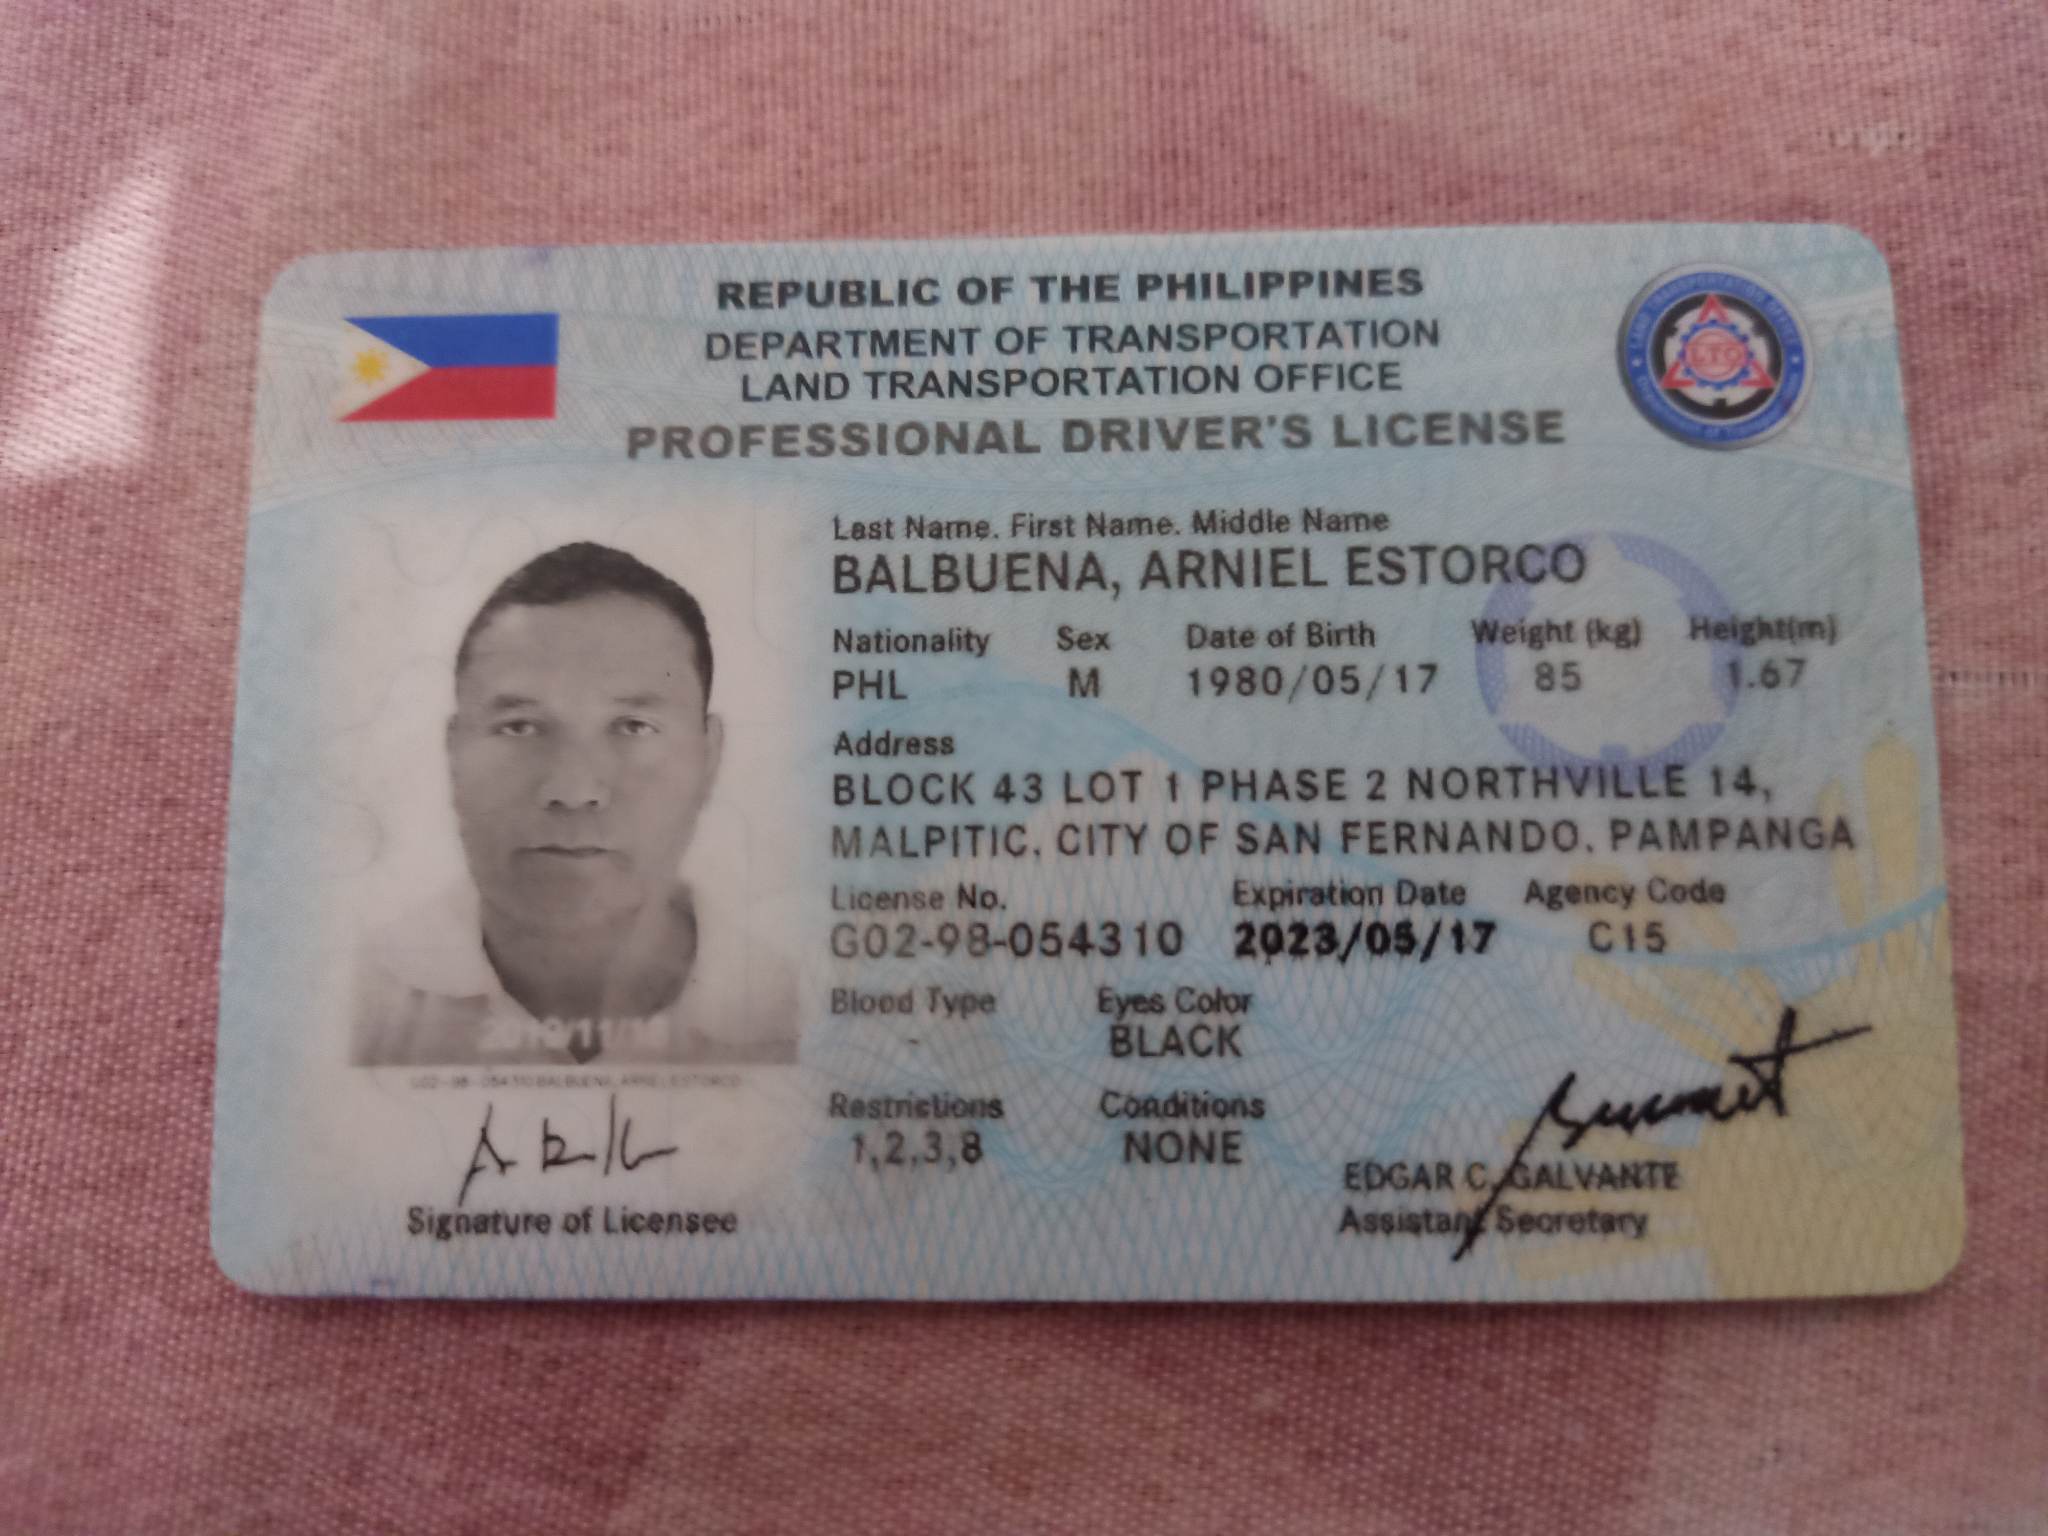 REPUBLIC OF THE PHILIPPINES
DEPARTMENT OF TRANSPORTATION
LAND TRANSPORTATION OFFICE
PROFESSIONAL DRIVER'S LICENSE
LTO
Last Name. First Name. Middle Name
BALBUENA, ARNIEL ESTORCO
Nationality Sex Date of Birth Weight (kg) Height(m)
PHL M 1980/05/17 85 1.67
Address
BLOCK 43 LOT 1 PHASE 2 NORTHVILLE 14,
MALPITIC, CITY OF SAN FERNANDO, PAMPANGA
License No. Expiration Date Agency Code
G02-98-054310 2023/05/17 C15
Blood Type Eyes Color
- BLACK
Restrictions Conditions
1,2,3,8 NONE
G02-98-054310 BALBUENA, ARNIEL ESTORCO
Signature of Licensee
EDGAR C. GALVANTE
Assistant Secretary